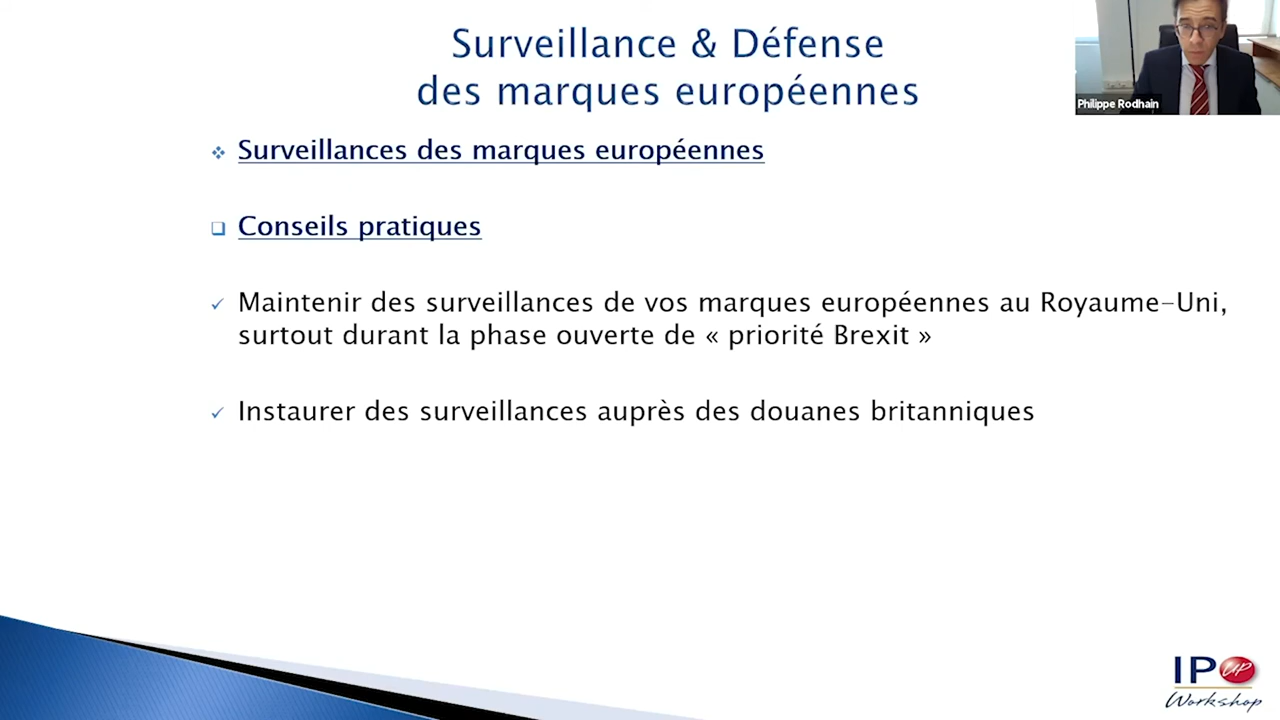 Surveillance & Défense
des marques européennes
Philippe Rodhain
Surveillances des marques européennes
Conseils pratiques
Maintenir des surveillances de vos marques européennes au Royaume-Uni,
surtout durant la phase ouverte de « priorité Brexit »
Instaurer des surveillances auprès des douanes britanniques
IP UP
Workshop